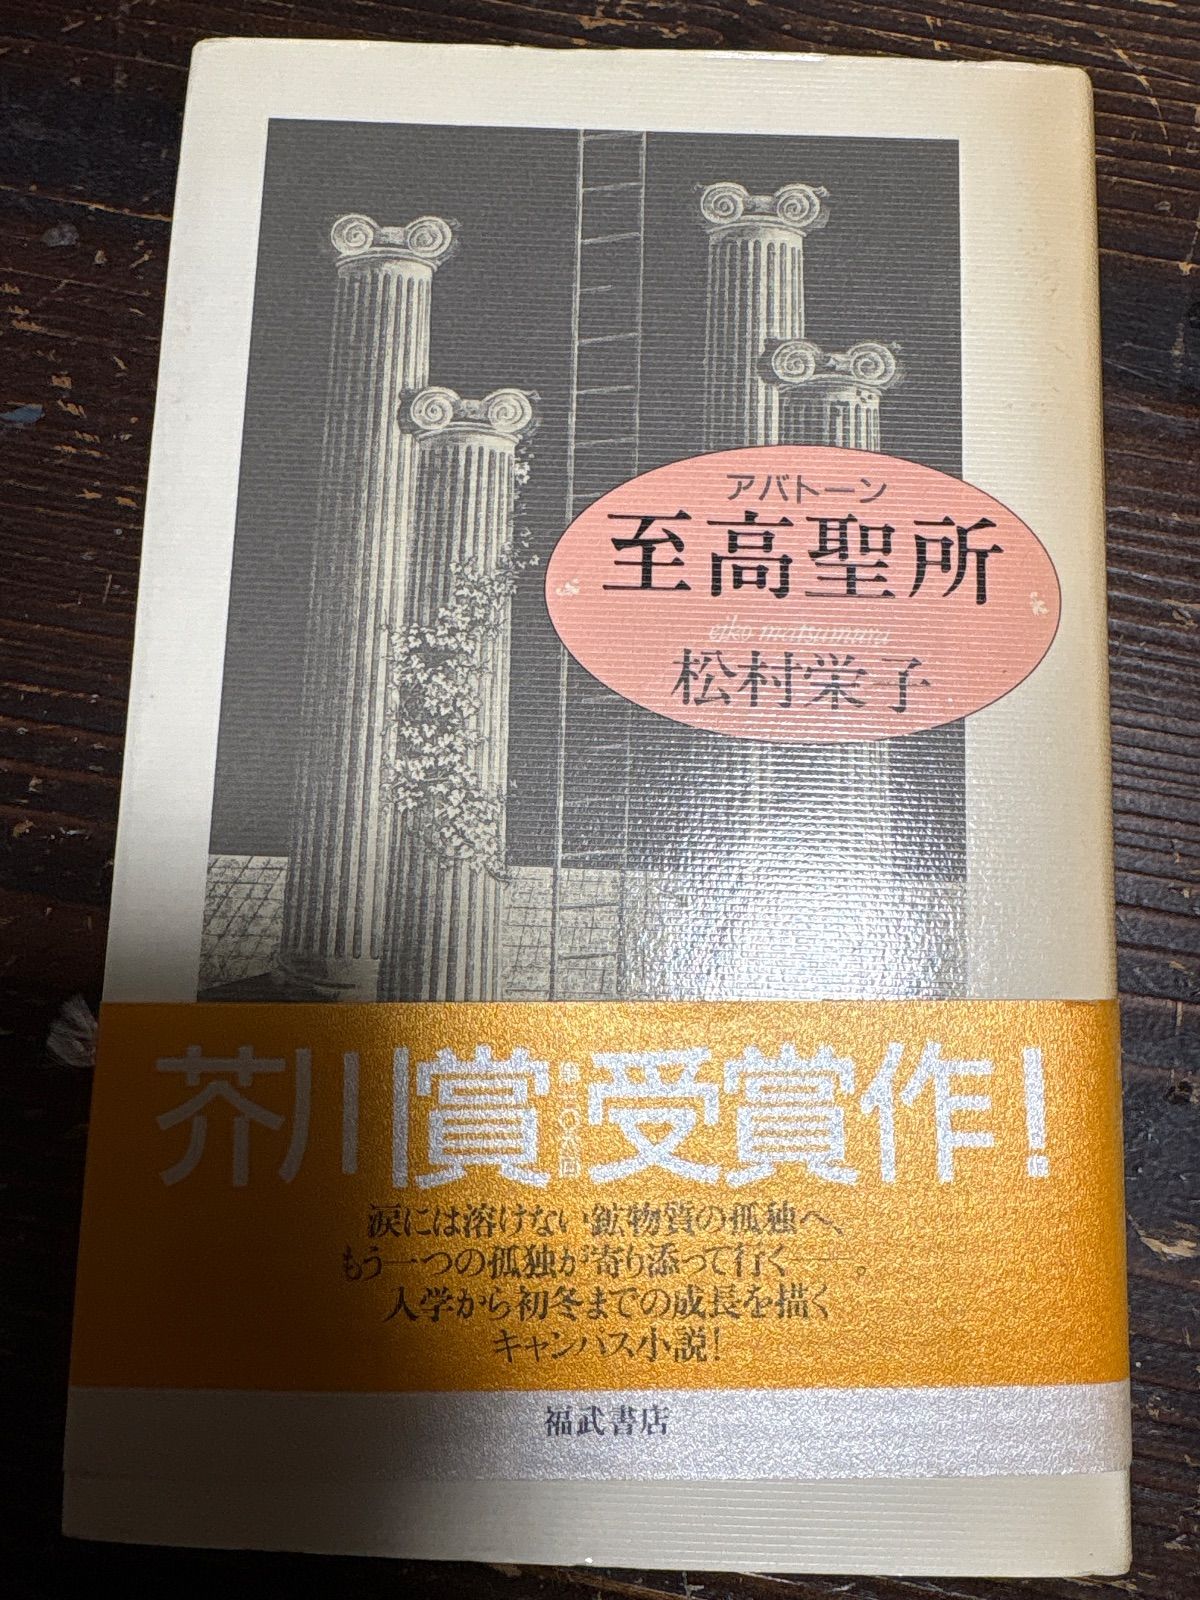 アバトーン
至高聖所
eiko matsumura
松村栄子
芥川賞受賞作!
第一〇六回
涙には溶けない鉱物質の孤独へ、
もう一つの孤独が寄り添って行く——。
入学から初冬までの成長を描く
キャンパス小説!
福武書店